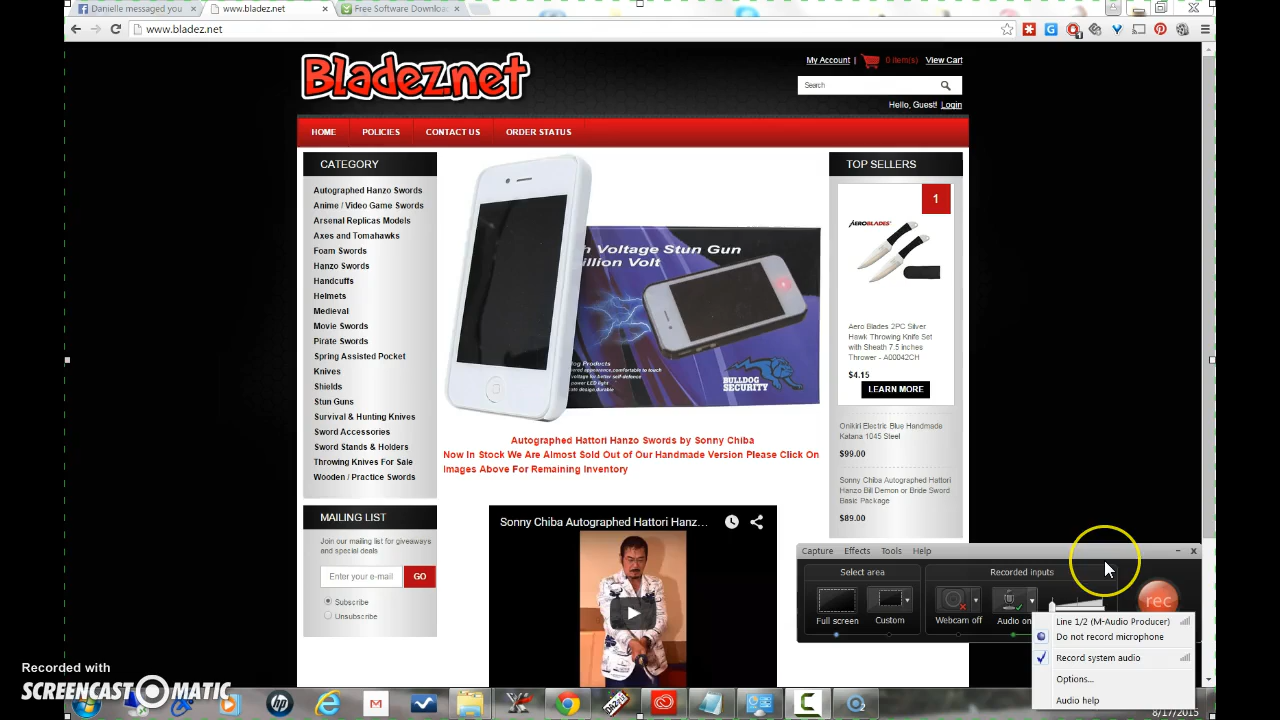 Danielle messaged you
www.bladez.net
Free Software Downlo
www.bladez.net
Bladez.net
My Account | 0 item(s) View Cart
Search
Hello, Guest! Login
HOME POLICIES CONTACT US ORDER STATUS
CATEGORY
Autographed Hanzo Swords
Anime / Video Game Swords
Arsenal Replicas Models
Axes and Tomahawks
Foam Swords
Hanzo Swords
Handcuffs
Helmets
Medieval
Movie Swords
Pirate Swords
Spring Assisted Pocket
Knives
Shields
Stun Guns
Survival & Hunting Knives
Sword Accessories
Sword Stands & Holders
Throwing Knives For Sale
Wooden / Practice Swords
MAILING LIST
Join our mailing list for giveaways
and special deals
Enter your e-mail GO
Subscribe
Unsubscribe
h Voltage Stun Gun
illion Volt
og Products
BULLDOG
SECURITY
Autographed Hattori Hanzo Swords by Sonny Chiba
Now In Stock We Are Almost Sold Out of Our Handmade Version Please Click On
Images Above For Remaining Inventory
Sonny Chiba Autographed Hattori Hanz...
TOP SELLERS
1
AEROBLADES
Aero Blades 2PC Silver
Hawk Throwing Knife Set
with Sheath 7.5 inches
Thrower - A00042CH
$4.15
LEARN MORE
Onikiri Electric Blue Handmade
Katana 1045 Steel
$99.00
Sonny Chiba Autographed Hattori
Hanzo Bill Demon or Bride Sword
Basic Package
$89.00
Capture Effects Tools Help
Select area
Full screen Custom
Recorded inputs
Webcam off Audio on
rec
Line 1/2 (M-Audio Producer)
Do not record microphone
Record system audio
Options...
Audio help
Recorded with
SCREENCAST-O-MATIC
8/17/2015